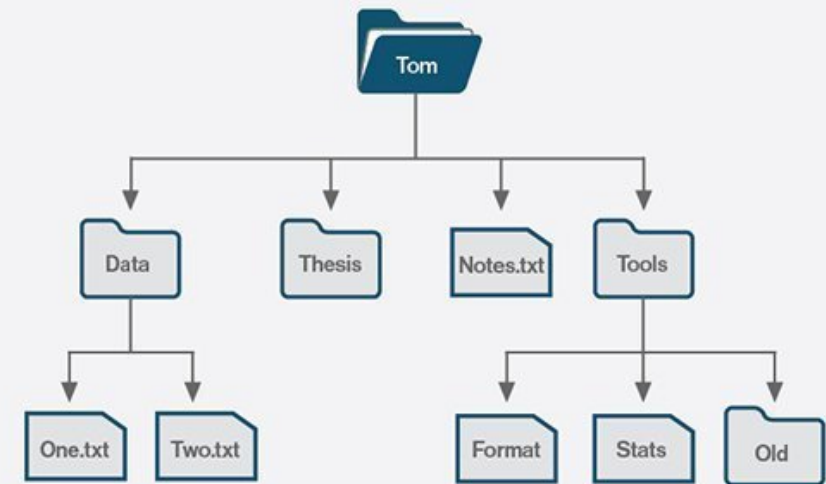 Tom
Data
Thesis
Notes.txt
Tools
One.txt
Two.txt
Format
Stats
Old